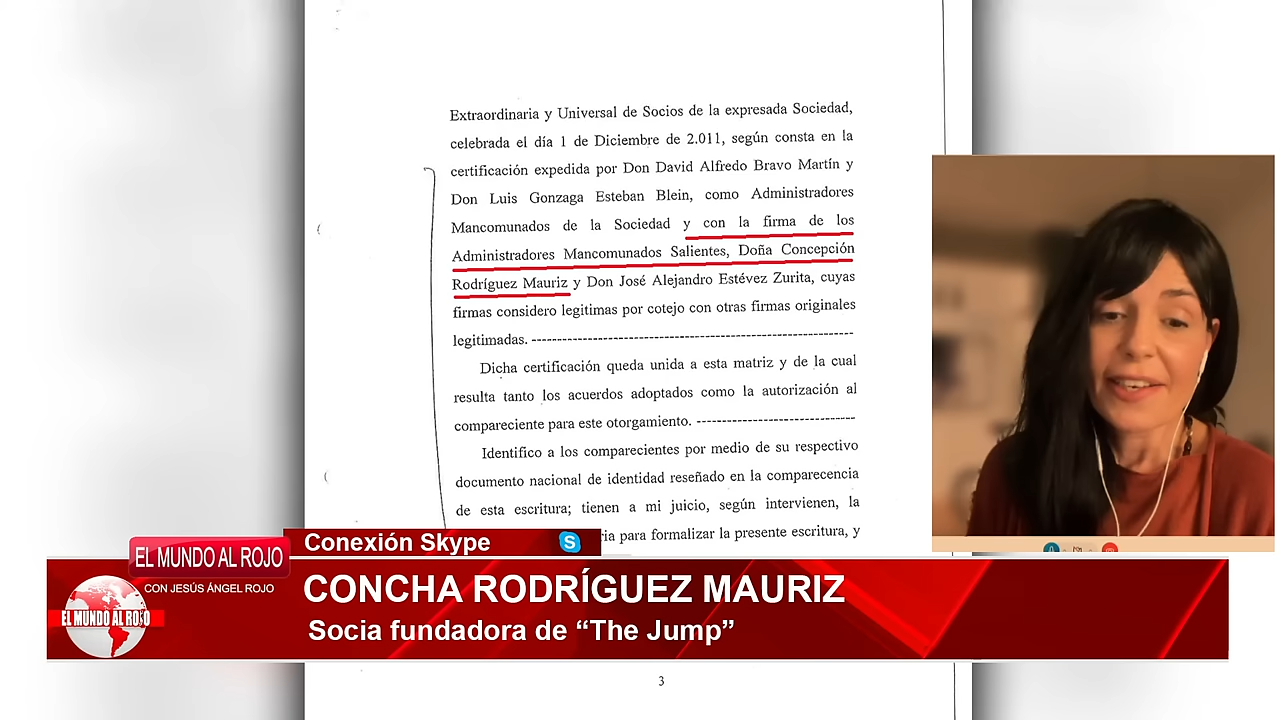 Extraordinaria y Universal de Socios de la expresada Sociedad,
celebrada el día 1 de Diciembre de 2.011, según consta en la
certificación expedida por Don David Alfredo Bravo Martín y
Don Luis Gonzaga Esteban Blein, como Administradores
Mancomunados de la Sociedad y con la firma de los
Administradores Mancomunados Salientes, Doña Concepción
Rodríguez Mauriz y Don José Alejandro Estévez Zurita, cuyas
firmas considero legitimas por cotejo con otras firmas originales
legitimadas. ----------------------------------------------------
Dicha certificación queda unida a esta matriz y de la cual
resulta tanto los acuerdos adoptados como la autorización al
compareciente para este otorgamiento. -------------------------
Identifico a los comparecientes por medio de su respectivo
documento nacional de identidad reseñado en la comparecencia
de esta escritura; tienen a mi juicio, según intervienen, la
ria para formalizar la presente escritura, y
Conexión Skype
EL MUNDO AL ROJO
CON JESÚS ÁNGEL ROJO
EL MUNDO AL ROJO
CONCHA RODRÍGUEZ MAURIZ
Socia fundadora de “The Jump”
3